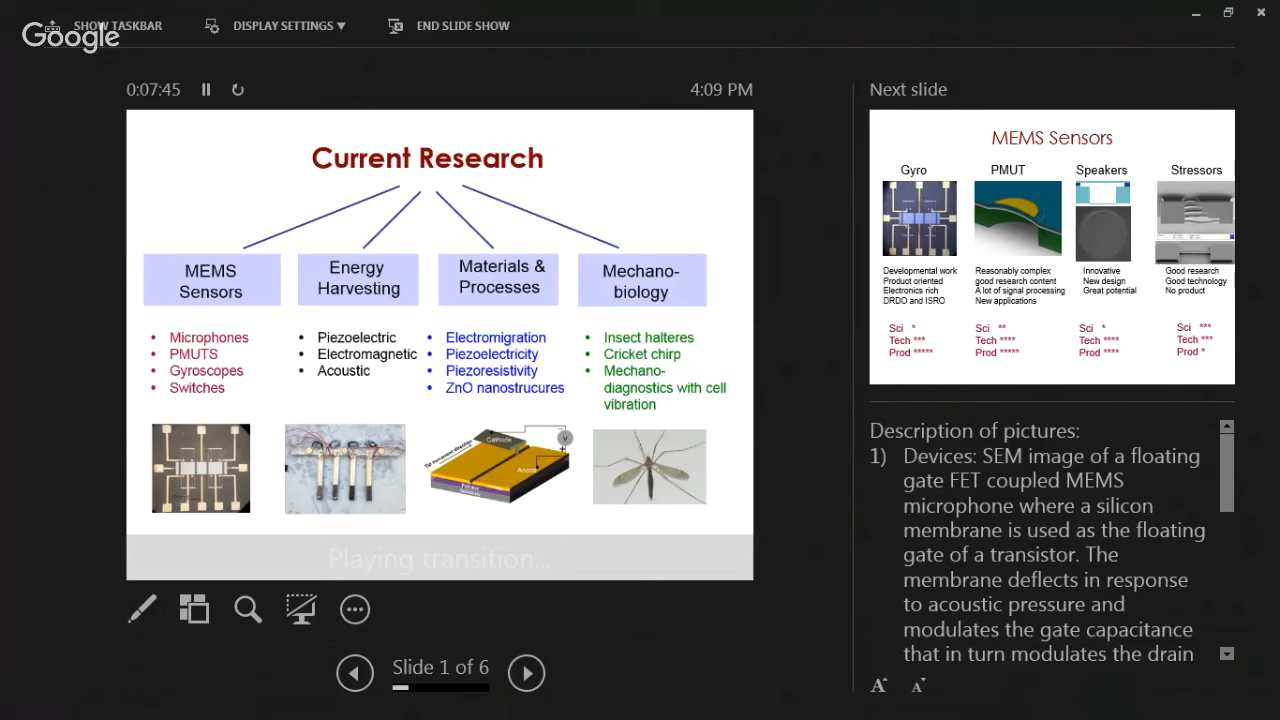 SHOW TASKBAR
DISPLAY SETTINGS
END SLIDE SHOW
Google
0:07:45
4:09 PM
Current Research
MEMS
Sensors
Energy
Harvesting
Materials &
Processes
Mechano-
biology
• Microphones
• PMUTS
• Gyroscopes
• Switches
• Piezoelectric
• Electromagnetic
• Acoustic
• Electromigration
• Piezoelectricity
• Piezoresistivity
• ZnO nanostrucures
• Insect halteres
• Cricket chirp
• Mechano-
diagnostics with cell
vibration
Cathode
V
Tip movement direction
Anode
Playing transition...
Slide 1 of 6
Next slide
MEMS Sensors
Gyro
PMUT
Speakers
Stressors
Developmental work
Product oriented
Electronics rich
DRDO and ISRO
Reasonably complex
good research content
A lot of signal processing
New applications
Innovative
New design
Great potential
Good research
Good technology
No product
Sci *
Tech ***
Prod *****
Sci **
Tech ****
Prod *****
Sci *
Tech ****
Prod ****
Sci ***
Tech ***
Prod *
Description of pictures:
1) Devices: SEM image of a floating
gate FET coupled MEMS
microphone where a silicon
membrane is used as the floating
gate of a transistor. The
membrane deflects in response
to acoustic pressure and
modulates the gate capacitance
that in turn modulates the drain
A A